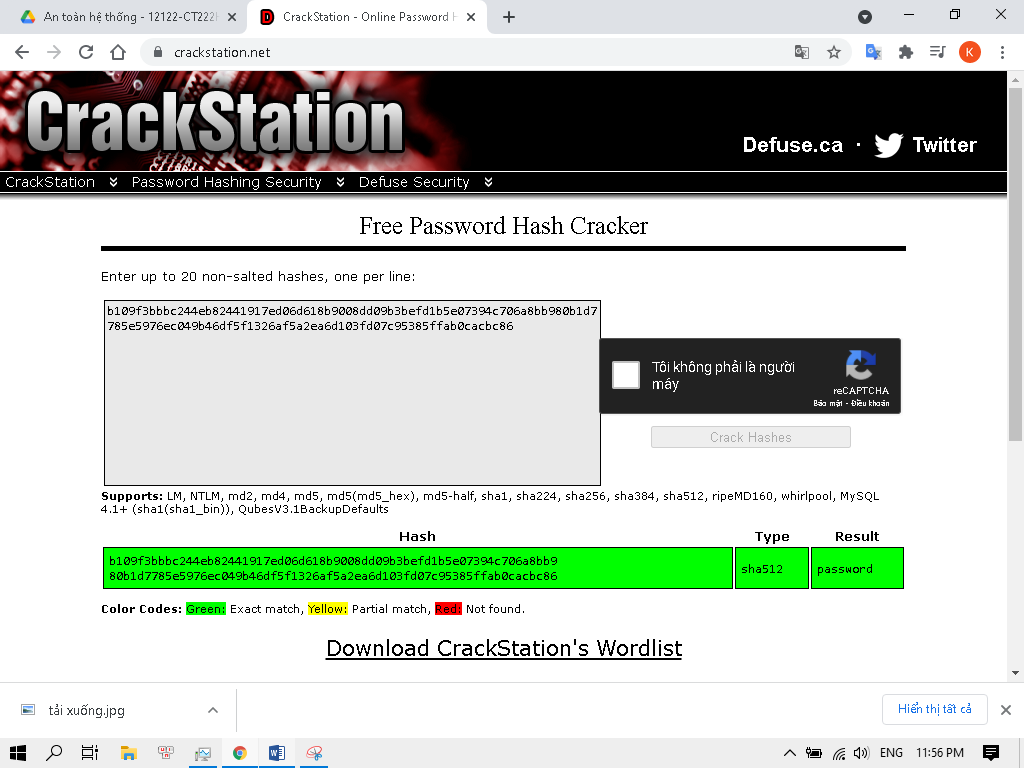 An toàn hệ thống - 12122-CT222
CrackStation - Online Password H
crackstation.net
K
CrackStation
Defuse.ca · Twitter
CrackStation Password Hashing Security Defuse Security
Free Password Hash Cracker
Enter up to 20 non-salted hashes, one per line:
b109f3bbbc244eb82441917ed06d618b9008dd09b3befd1b5e07394c706a8bb980b1d7
785e5976ec049b46df5f1326af5a2ea6d103fd07c95385ffab0cacbc86
Tôi không phải là người
máy
reCAPTCHA
Bảo mật - Điều khoản
Crack Hashes
Supports: LM, NTLM, md2, md4, md5, md5(md5_hex), md5-half, sha1, sha224, sha256, sha384, sha512, ripeMD160, whirlpool, MySQL
4.1+ (sha1(sha1_bin)), QubesV3.1BackupDefaults
Hash Type Result
b109f3bbbc244eb82441917ed06d618b9008dd09b3befd1b5e07394c706a8bb9
80b1d7785e5976ec049b46df5f1326af5a2ea6d103fd07c95385ffab0cacbc86
sha512
password
Color Codes: Green: Exact match, Yellow: Partial match, Red: Not found.
Download CrackStation's Wordlist
tải xuống.jpg
Hiển thị tất cả
ENG 11:56 PM